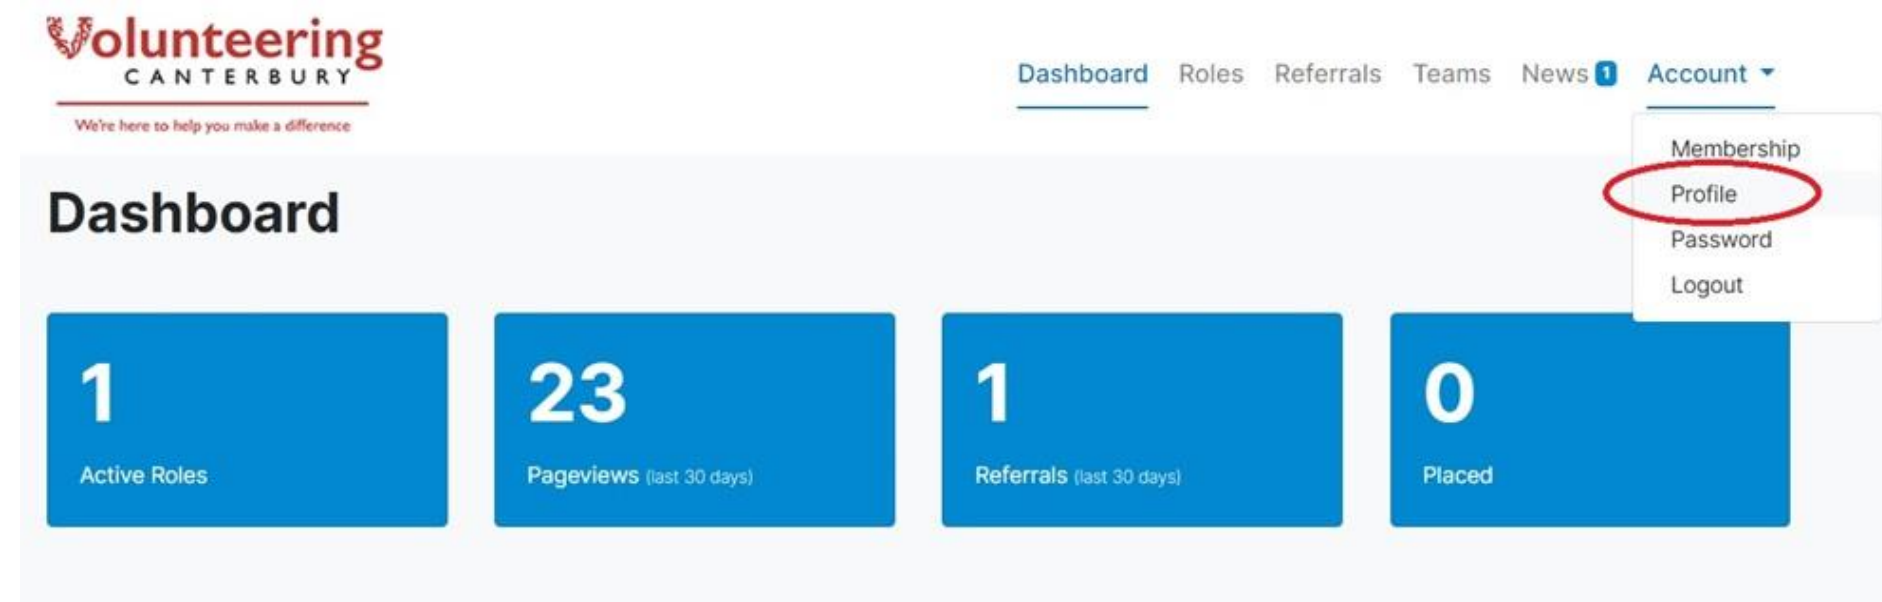 Volunteering
CANTERBURY
We're here to help you make a difference
Dashboard Roles Referrals Teams News 1 Account
Membership
Profile
Password
Logout
Dashboard
1
Active Roles
23
Pageviews (last 30 days)
1
Referrals (last 30 days)
0
Placed